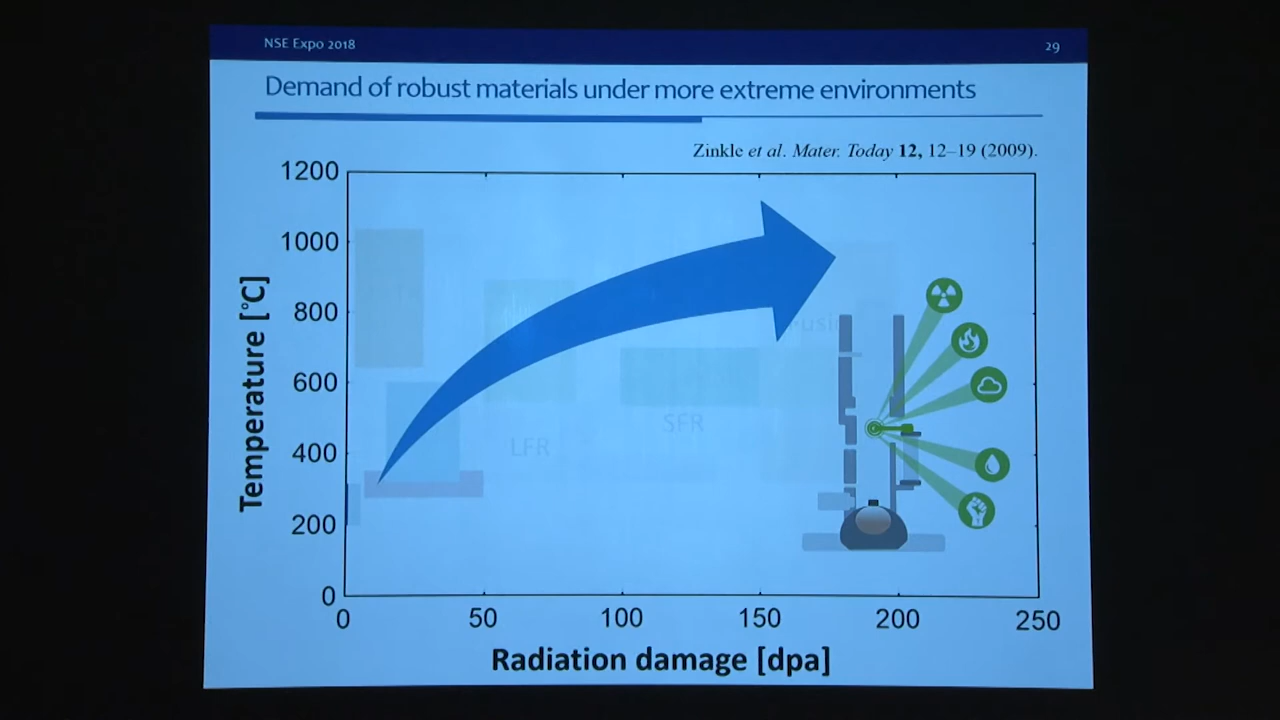 NSE Expo 2018
29
Demand of robust materials under more extreme environments
Zinkle et al. Mater. Today 12, 12–19 (2009).
1200
1000
800
600
400
200
0
Temperature [°C]
SFR
LFR
0 50 100 150 200 250
Radiation damage [dpa]